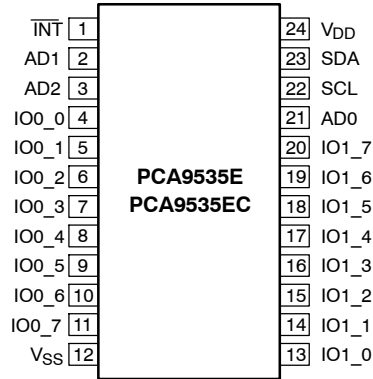 INT 1 24 VDD
AD1 2 23 SDA
AD2 3 22 SCL
IO0_0 4 21 AD0
IO0_1 5 20 IO1_7
IO0_2 6 PCA9535E 19 IO1_6
IO0_3 7 PCA9535EC 18 IO1_5
IO0_4 8 17 IO1_4
IO0_5 9 16 IO1_3
IO0_6 10 15 IO1_2
IO0_7 11 14 IO1_1
VSS 12 13 IO1_0